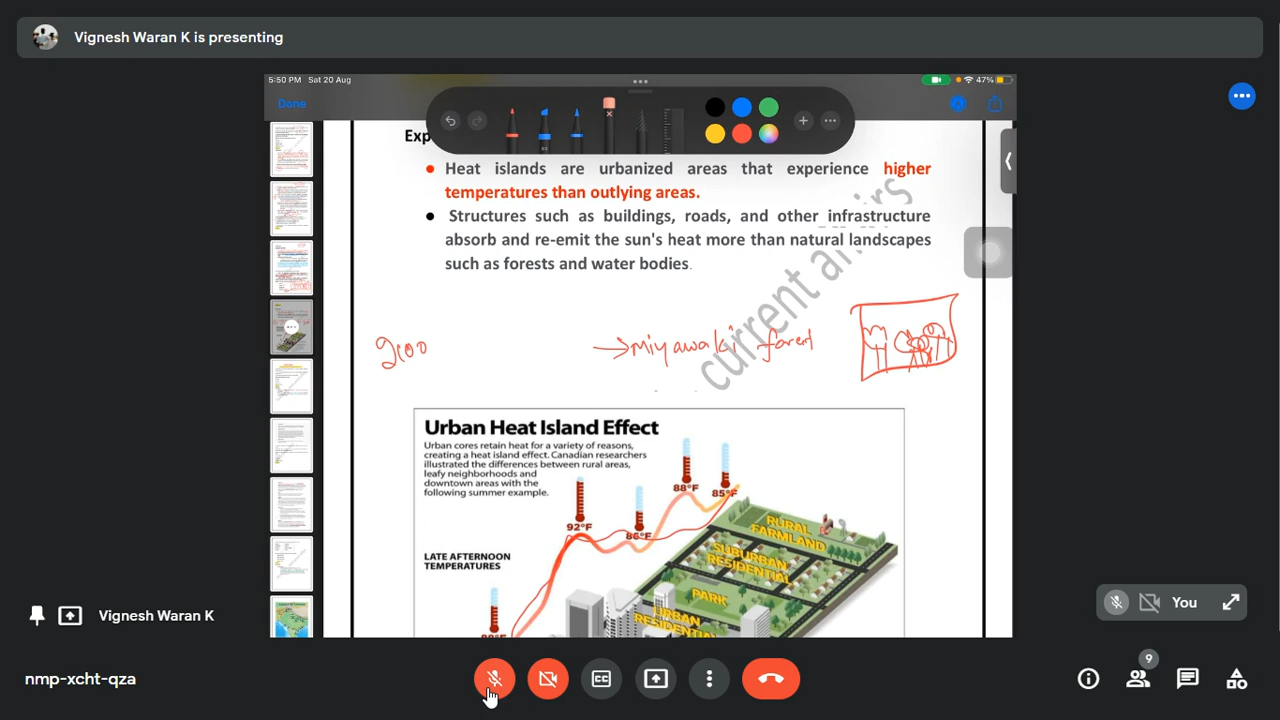 Vignesh Waran K is presenting
5:50 PM Sat 20 Aug
47%
Done
Exp
Heat islands are urbanized areas that experience higher
temperatures than outlying areas.
Structures such as buildings, roads, and other infrastructure
absorb and re-emit the sun's heat more than natural landscapes
such as forests and water bodies.
→miyawaki forest
current affairs
Urban Heat Island Effect
Urban cores retain heat for a variety of reasons,
creating a heat island effect. Canadian researchers
illustrated the differences between rural areas,
leafy neighborhoods and
downtown areas with the
following summer example.
88°F
85°F
92°F
86°F
LATE AFTERNOON
TEMPERATURES
RURAL
FARMLAND
SUBURBAN
RESIDENTIAL
PARK
URBAN
RESIDENTIAL
Vignesh Waran K
You
nmp-xcht-qza
CC
9